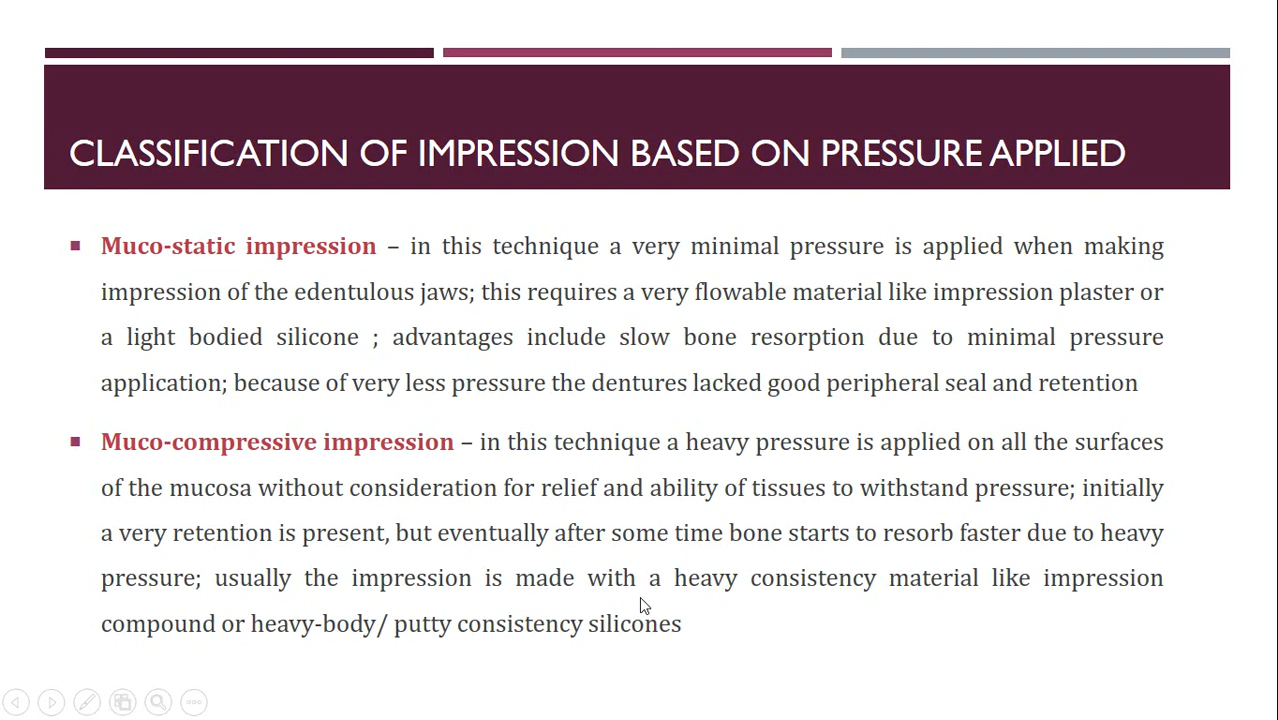 CLASSIFICATION OF IMPRESSION BASED ON PRESSURE APPLIED
Muco-static impression – in this technique a very minimal pressure is applied when making
impression of the edentulous jaws; this requires a very flowable material like impression plaster or
a light bodied silicone ; advantages include slow bone resorption due to minimal pressure
application; because of very less pressure the dentures lacked good peripheral seal and retention
Muco-compressive impression – in this technique a heavy pressure is applied on all the surfaces
of the mucosa without consideration for relief and ability of tissues to withstand pressure; initially
a very retention is present, but eventually after some time bone starts to resorb faster due to heavy
pressure; usually the impression is made with a heavy consistency material like impression
compound or heavy-body/ putty consistency silicones